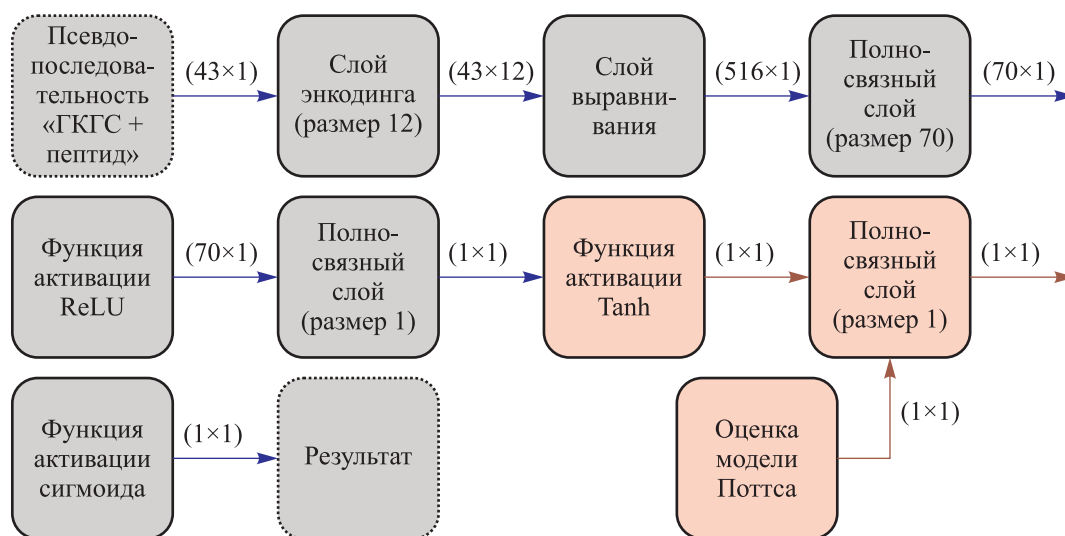 Псевдо-
последова-
тельность
«ГКГС +
пептид»
(43×1)
Слой
энкодинга
(размер 12)
(43×12)
Слой
выравни-
вания
(516×1)
Полно-
связный
слой
(размер 70)
(70×1)
Функция
активации
ReLU
(70×1)
Полно-
связный
слой
(размер 1)
(1×1)
Функция
активации
Tanh
(1×1)
Полно-
связный
слой
(размер 1)
(1×1)
Функция
активации
сигмоида
(1×1)
Результат
Оценка
модели
Поттса
(1×1)